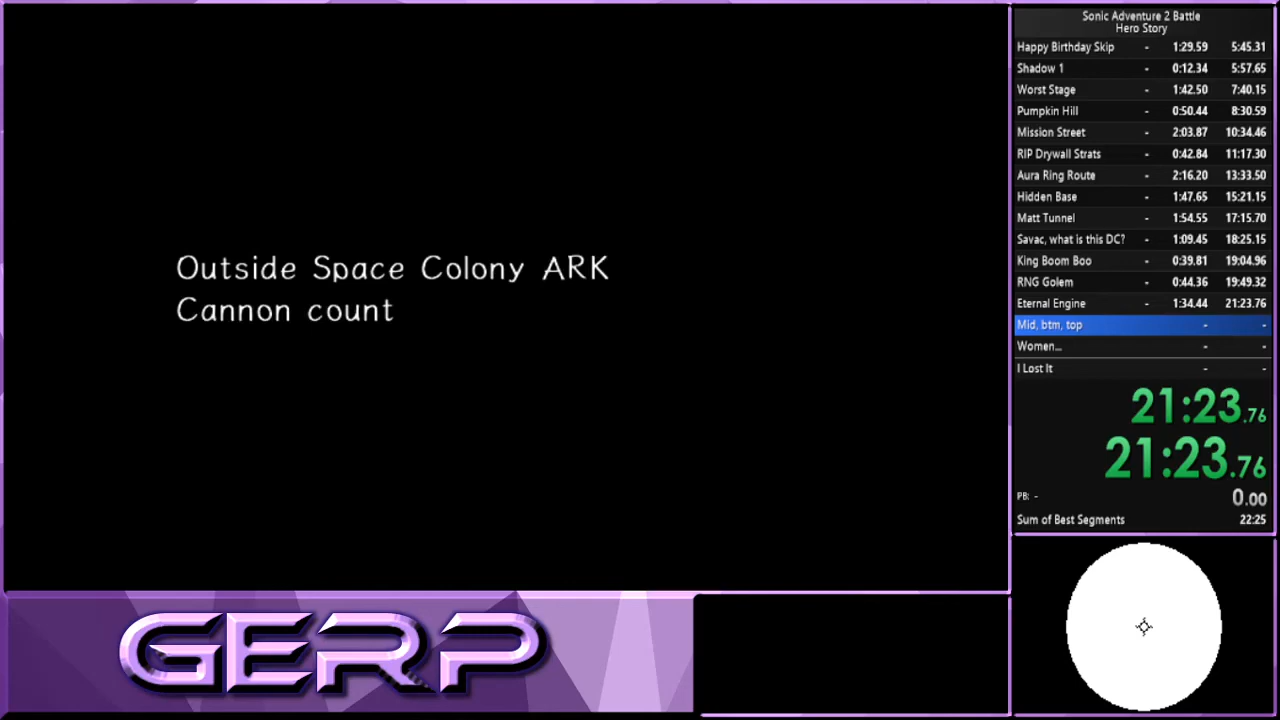 Outside Space Colony ARK
Cannon count
GERP
Sonic Adventure 2 Battle
Hero Story
Happy Birthday Skip - 1:29.59 5:45.31
Shadow 1 - 0:12.34 5:57.65
Worst Stage - 1:42.50 7:40.15
Pumpkin Hill - 0:50.44 8:30.59
Mission Street - 2:03.87 10:34.46
RIP Drywall Strats - 0:42.84 11:17.30
Aura Ring Route - 2:16.20 13:33.50
Hidden Base - 1:47.65 15:21.15
Matt Tunnel - 1:54.55 17:15.70
Savac, what is this DC? - 1:09.45 18:25.15
King Boom Boo - 0:39.81 19:04.96
RNG Golem - 0:44.36 19:49.32
Eternal Engine - 1:34.44 21:23.76
Mid, btm, top - -
Women... - -
I Lost It - -
21:23.76
21:23.76
PB: - 0.00
Sum of Best Segments 22:25